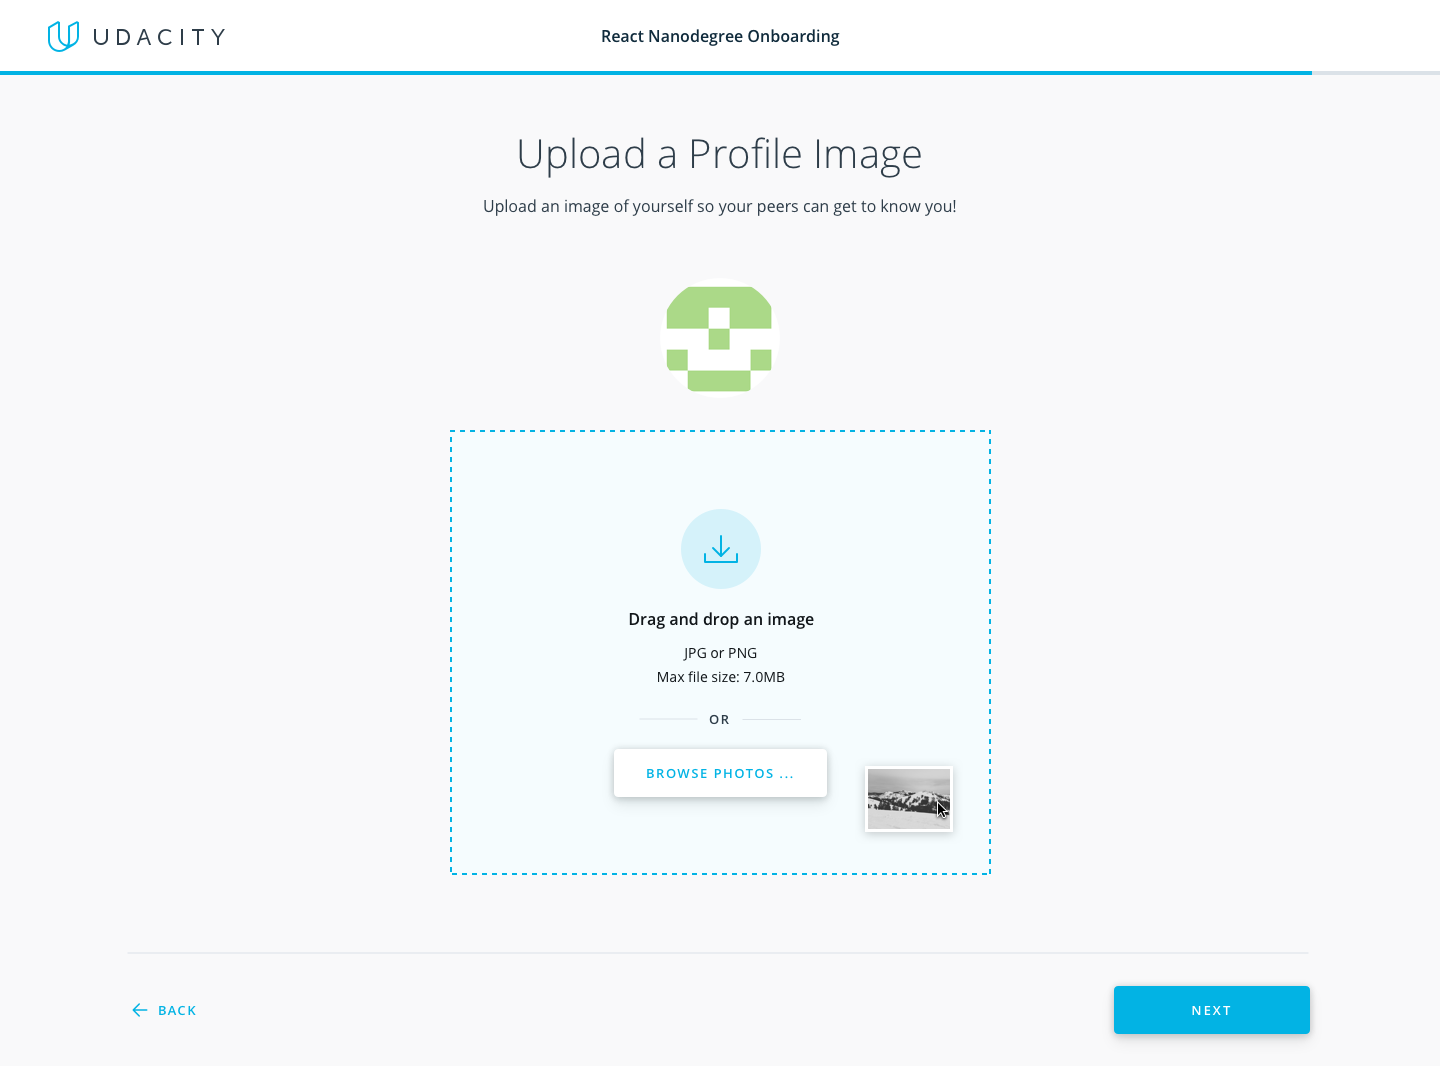 UDACITY
React Nanodegree Onboarding
Upload a Profile Image
Upload an image of yourself so your peers can get to know you!
Drag and drop an image
JPG or PNG
Max file size: 7.0MB
OR
BROWSE PHOTOS ...
BACK
NEXT